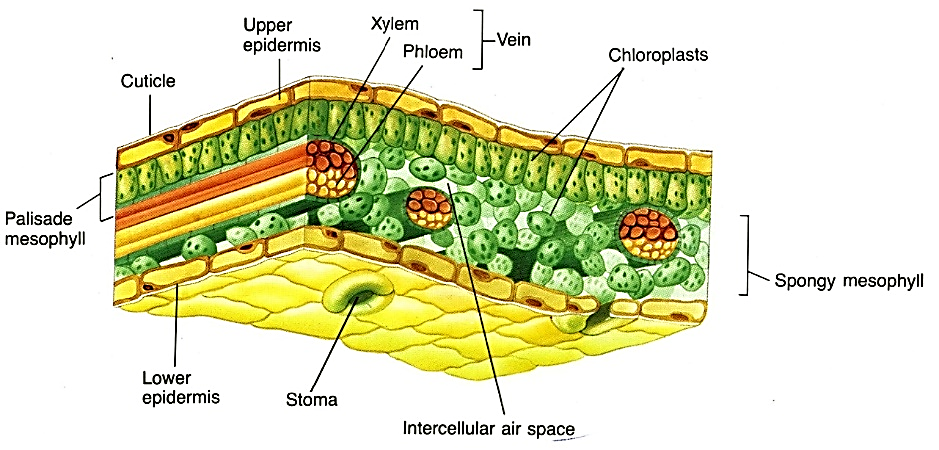 Upper
epidermis
Xylem
Phloem
Vein
Chloroplasts
Cuticle
Palisade
mesophyll
Spongy mesophyll
Lower
epidermis
Stoma
Intercellular air space